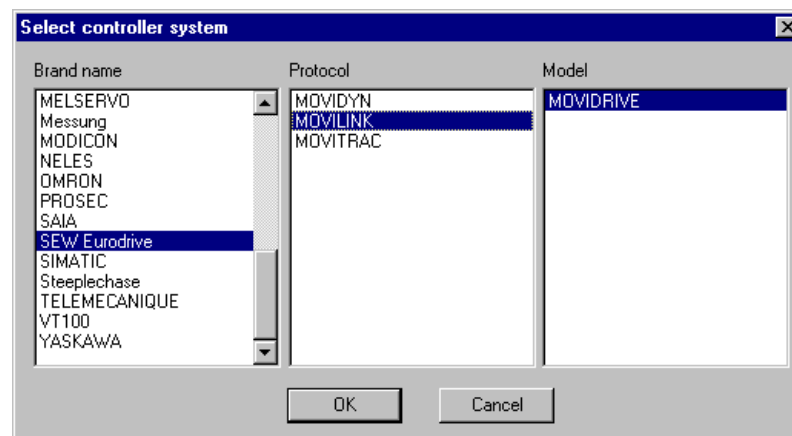 Select controller system
Brand name
Protocol
Model
MELSERVO
Messung
MODICON
NELES
OMRON
PROSEC
SAIA
SEW Eurodrive
SIMATIC
Steeplechase
TELEMECANIQUE
VT100
YASKAWA
MOVIDYN
MOVILINK
MOVITRAC
MOVIDRIVE
OK
Cancel